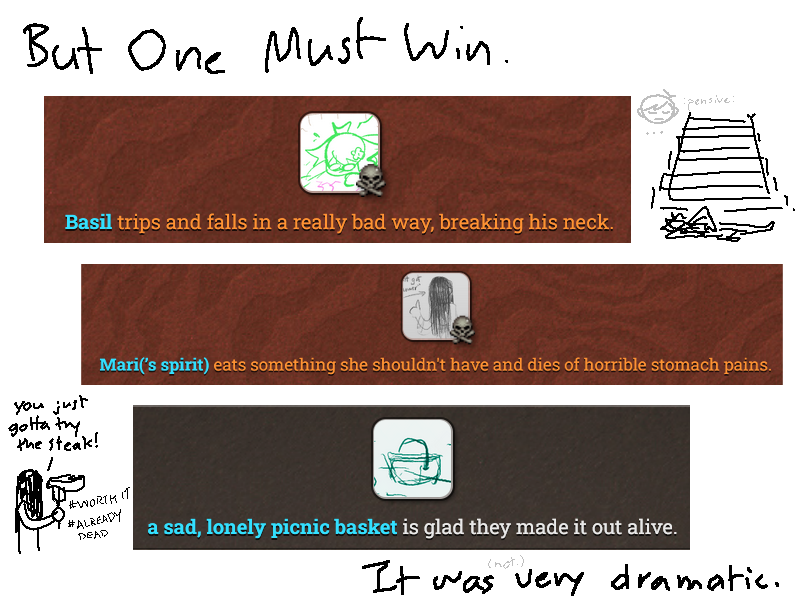 But One Must Win.
:pensive:
...
Basil trips and falls in a really bad way, breaking his neck.
Mari('s spirit) eats something she shouldn't have and dies of horrible stomach pains.
you just
gotta try
the steak!
#WORTH IT
#ALREADY
DEAD
a sad, lonely picnic basket is glad they made it out alive.
(not.)
It was very dramatic.